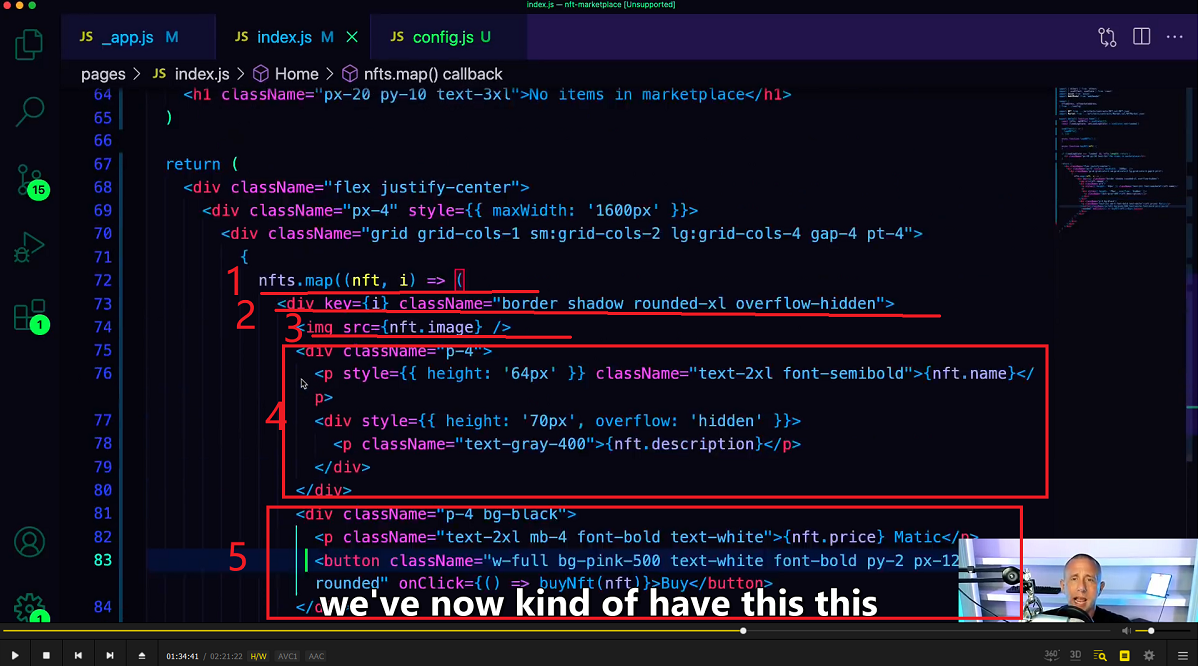 index.js — nft-marketplace [Unsupported]
JS _app.js M
JS index.js M ×
JS config.js U
pages > JS index.js > Home > nfts.map() callback
64 <h1 className="px-20 py-10 text-3xl">No items in marketplace</h1>
65 )
66
67 return (
68 <div className="flex justify-center">
69 <div className="px-4" style={{ maxWidth: '1600px' }}>
70 <div className="grid grid-cols-1 sm:grid-cols-2 lg:grid-cols-4 gap-4 pt-4">
71 {
1
72 nfts.map((nft, i) => (
2
73 <div key={i} className="border shadow rounded-xl overflow-hidden">
3
74 <img src={nft.image} />
75 <div className="p-4">
76 <p style={{ height: '64px' }} className="text-2xl font-semibold">{nft.name}</
p>
4
77 <div style={{ height: '70px', overflow: 'hidden' }}>
78 <p className="text-gray-400">{nft.description}</p>
79 </div>
80 </div>
81 <div className="p-4 bg-black">
82 <p className="text-2xl mb-4 font-bold text-white">{nft.price} Matic</p>
5
83 <button className="w-full bg-pink-500 text-white font-bold py-2 px-12
rounded" onClick={() => buyNft(nft)}>Buy</button>
84
15
1
1
we've now kind of have this this
01:34:41 / 02:21:22 H/W AVC1 AAC
360° 3D